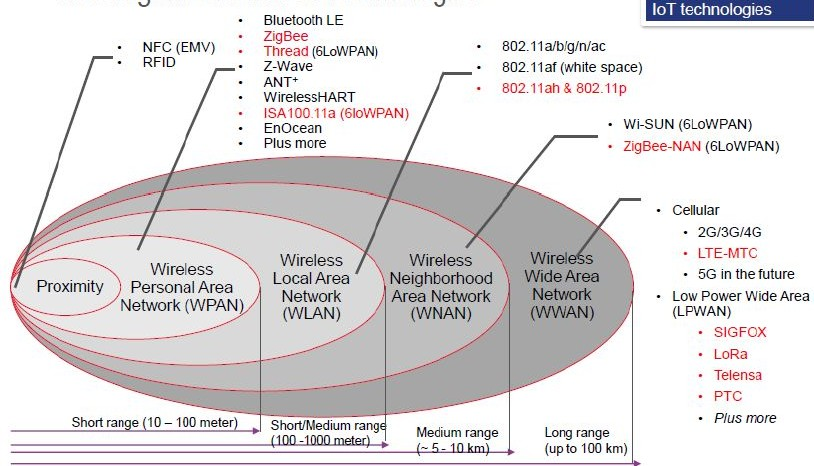 IoT technologies
NFC (EMV)
RFID
Bluetooth LE
ZigBee
Thread (6LoWPAN)
Z-Wave
ANT+
WirelessHART
ISA100.11a (6loWPAN)
EnOcean
Plus more
802.11a/b/g/n/ac
802.11af (white space)
802.11ah & 802.11p
Wi-SUN (6LoWPAN)
ZigBee-NAN (6LoWPAN)
Cellular
2G/3G/4G
LTE-MTC
5G in the future
Low Power Wide Area
(LPWAN)
SIGFOX
LoRa
Telensa
PTC
Plus more
Proximity
Wireless
Personal Area
Network (WPAN)
Wireless
Local Area
Network
(WLAN)
Wireless
Neighborhood
Area Network
(WNAN)
Wireless
Wide Area
Network
(WWAN)
Short range (10 – 100 meter)
Short/Medium range
(100 -1000 meter)
Medium range
(~ 5 - 10 km)
Long range
(up to 100 km)